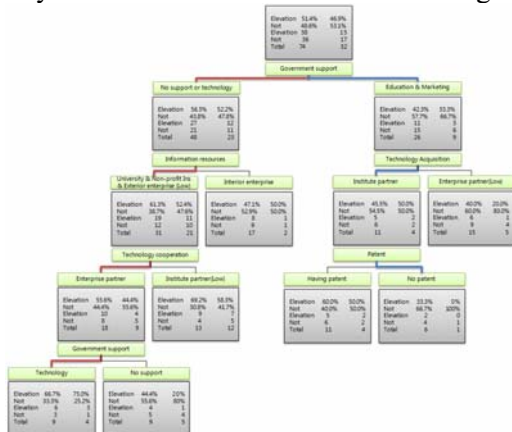 Elevation 51.4% 46.9%
Not 48.6% 53.1%
Elevation 38 15
Not 36 17
Total 74 32
Government support
No support or technology
Education & Marketing
Elevation 56.3% 52.2%
Not 43.8% 47.8%
Elevation 27 12
Not 21 11
Total 48 23
Elevation 42.3% 33.3%
Not 57.7% 66.7%
Elevation 11 3
Not 15 6
Total 26 9
Information resources
Technology Acquisition
University & Non-profit Ins
& Exterior enterprise (Low)
Interior enterprise
Institute partner
Enterprise partner(Low)
Elevation 61.3% 52.4%
Not 38.7% 47.6%
Elevation 19 11
Not 12 10
Total 31 21
Elevation 47.1% 50.0%
Not 52.9% 50.0%
Elevation 8 1
Not 9 1
Total 17 2
Elevation 45.5% 50.0%
Not 54.5% 50.0%
Elevation 5 2
Not 6 2
Total 11 4
Elevation 40.0% 20.0%
Not 60.0% 80.0%
Elevation 6 1
Not 9 4
Total 15 5
Technology cooperation
Patent
Enterprise partner
Institute partner(Low)
Having patent
No patent
Elevation 55.6% 44.4%
Not 44.4% 55.6%
Elevation 10 4
Not 8 5
Total 18 9
Elevation 69.2% 58.3%
Not 30.8% 41.7%
Elevation 9 7
Not 4 5
Total 13 12
Elevation 60.0% 50.0%
Not 40.0% 50.0%
Elevation 5 2
Not 6 2
Total 11 4
Elevation 33.3% 0%
Not 66.7% 100%
Elevation 2 0
Not 4 1
Total 6 1
Government support
Technology
No support
Elevation 66.7% 75.0%
Not 33.3% 25.2%
Elevation 6 3
Not 3 1
Total 9 4
Elevation 44.4% 20%
Not 55.6% 80%
Elevation 4 1
Not 5 4
Total 9 5